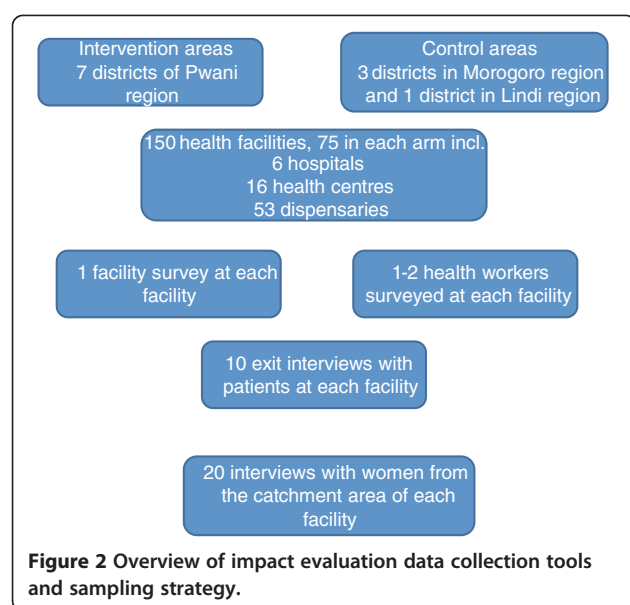 Intervention areas
7 districts of Pwani
region
Control areas
3 districts in Morogoro region
and 1 district in Lindi region
150 health facilities, 75 in each arm incl.
6 hospitals
16 health centres
53 dispensaries
1 facility survey at each
facility
1-2 health workers
surveyed at each facility
10 exit interviews with
patients at each facility
20 interviews with women from
the catchment area of each
facility
Figure 2 Overview of impact evaluation data collection tools
and sampling strategy.